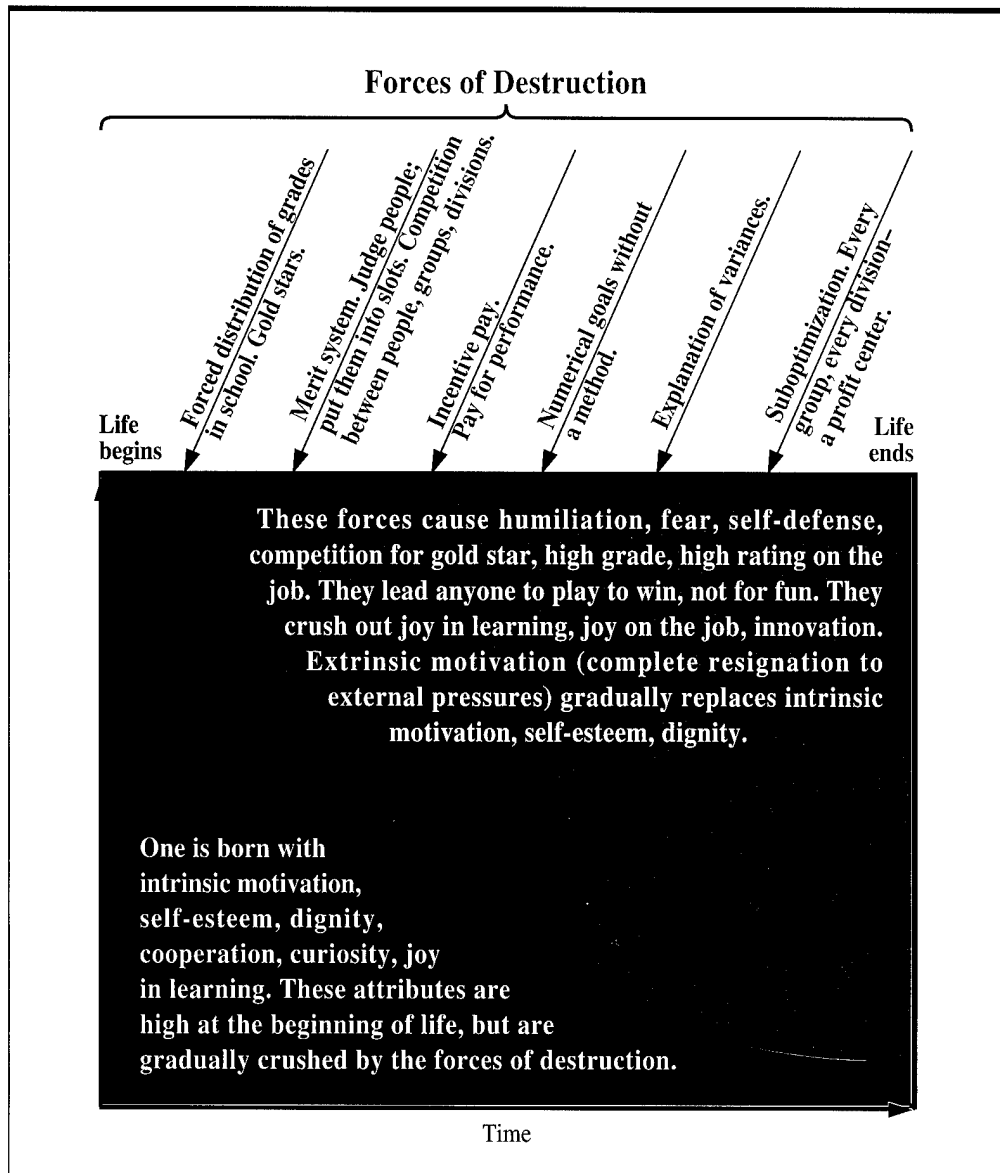 Forces of Destruction
Forced distribution of grades
in school. Gold stars.
Merit system. Judge people;
put them into slots. Competition
between people, groups, divisions.
Incentive pay.
Pay for performance.
Numerical goals without
a method.
Explanation of variances.
Suboptimization. Every
group, every division–
a profit center.
Life
begins
Life
ends
These forces cause humiliation, fear, self-defense,
competition for gold star, high grade, high rating on the
job. They lead anyone to play to win, not for fun. They
crush out joy in learning, joy on the job, innovation.
Extrinsic motivation (complete resignation to
external pressures) gradually replaces intrinsic
motivation, self-esteem, dignity.
One is born with
intrinsic motivation,
self-esteem, dignity,
cooperation, curiosity, joy
in learning. These attributes are
high at the beginning of life, but are
gradually crushed by the forces of destruction.
Time